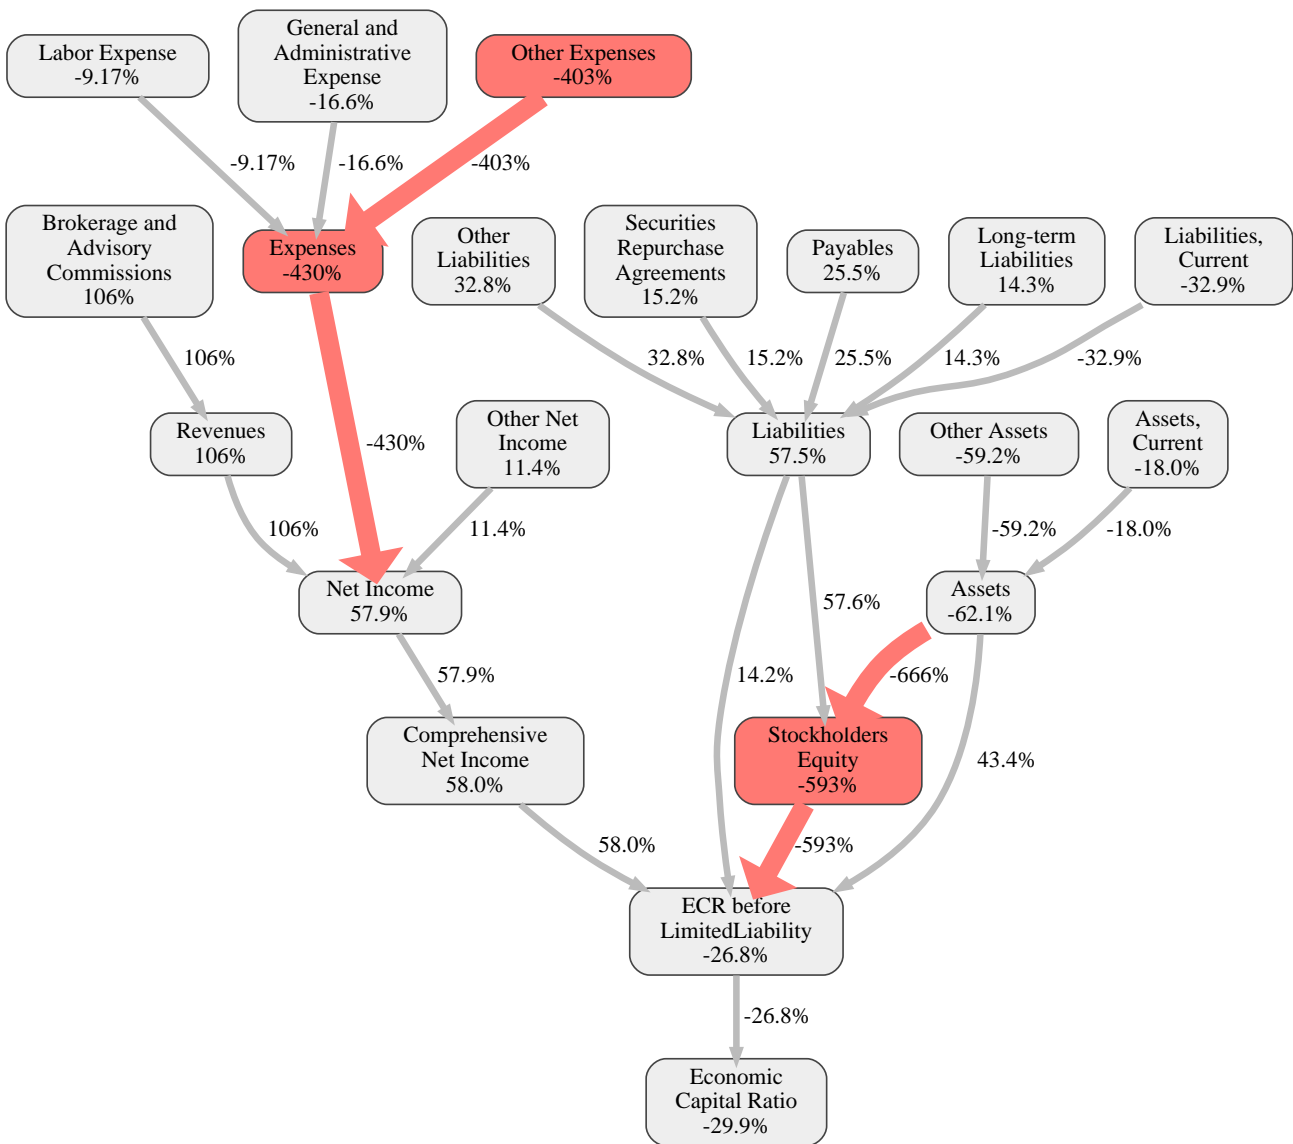 General and
Administrative
Expense
-16.6%
Labor Expense
-9.17%
Other Expenses
-403%
-9.17%
-16.6%
-403%
Brokerage and
Advisory
Commissions
106%
Expenses
-430%
Other
Liabilities
32.8%
Securities
Repurchase
Agreements
15.2%
Payables
25.5%
Long-term
Liabilities
14.3%
Liabilities,
Current
-32.9%
106%
32.8%
15.2%
25.5%
14.3%
-32.9%
Revenues
106%
-430%
Other Net
Income
11.4%
Liabilities
57.5%
Other Assets
-59.2%
Assets,
Current
-18.0%
106%
11.4%
-59.2%
-18.0%
Net Income
57.9%
57.6%
Assets
-62.1%
57.9%
14.2%
-666%
Comprehensive
Net Income
58.0%
Stockholders
Equity
-593%
43.4%
58.0%
-593%
ECR before
LimitedLiability
-26.8%
-26.8%
Economic
Capital Ratio
-29.9%